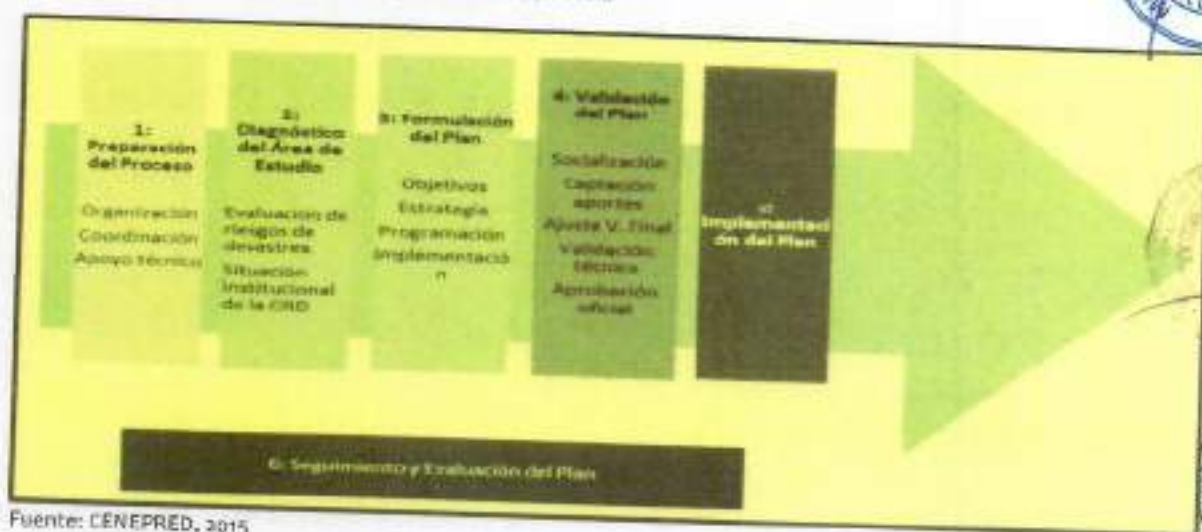 1:
Preparación
del Proceso
Organización
Coordinación
Apoyo técnico
2:
Diagnóstico
del Área de
Estudio
Evaluación de
riesgos de
desastres
Situación
Institucional
de la GRD
3: Formulación
del Plan
Objetivos
Estrategia
Programación
Implementació
n
4: Validación
del Plan
Socialización
Captación
aportes
Ajuste V. Final
Validación
técnica
Aprobación
oficial
Implementaci
ón del Plan
6: Seguimiento y Evaluación del Plan
Fuente: CENEPRED, 2015